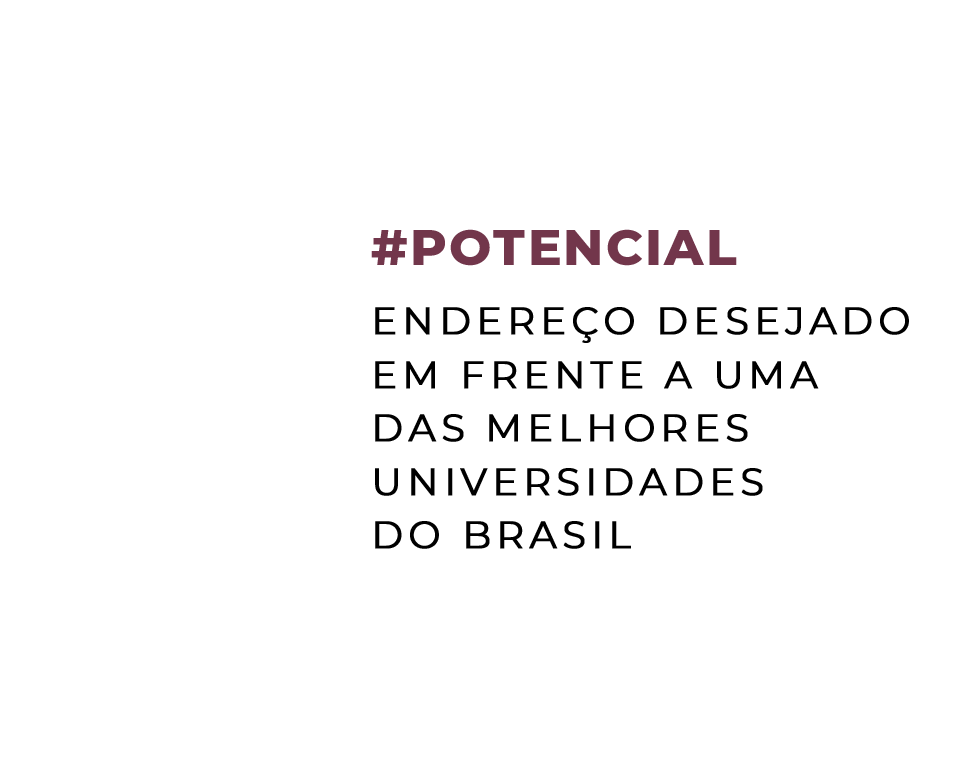 #POTENCIAL
ENDEREÇO DESEJADO
EM FRENTE A UMA
DAS MELHORES
UNIVERSIDADES
DO BRASIL